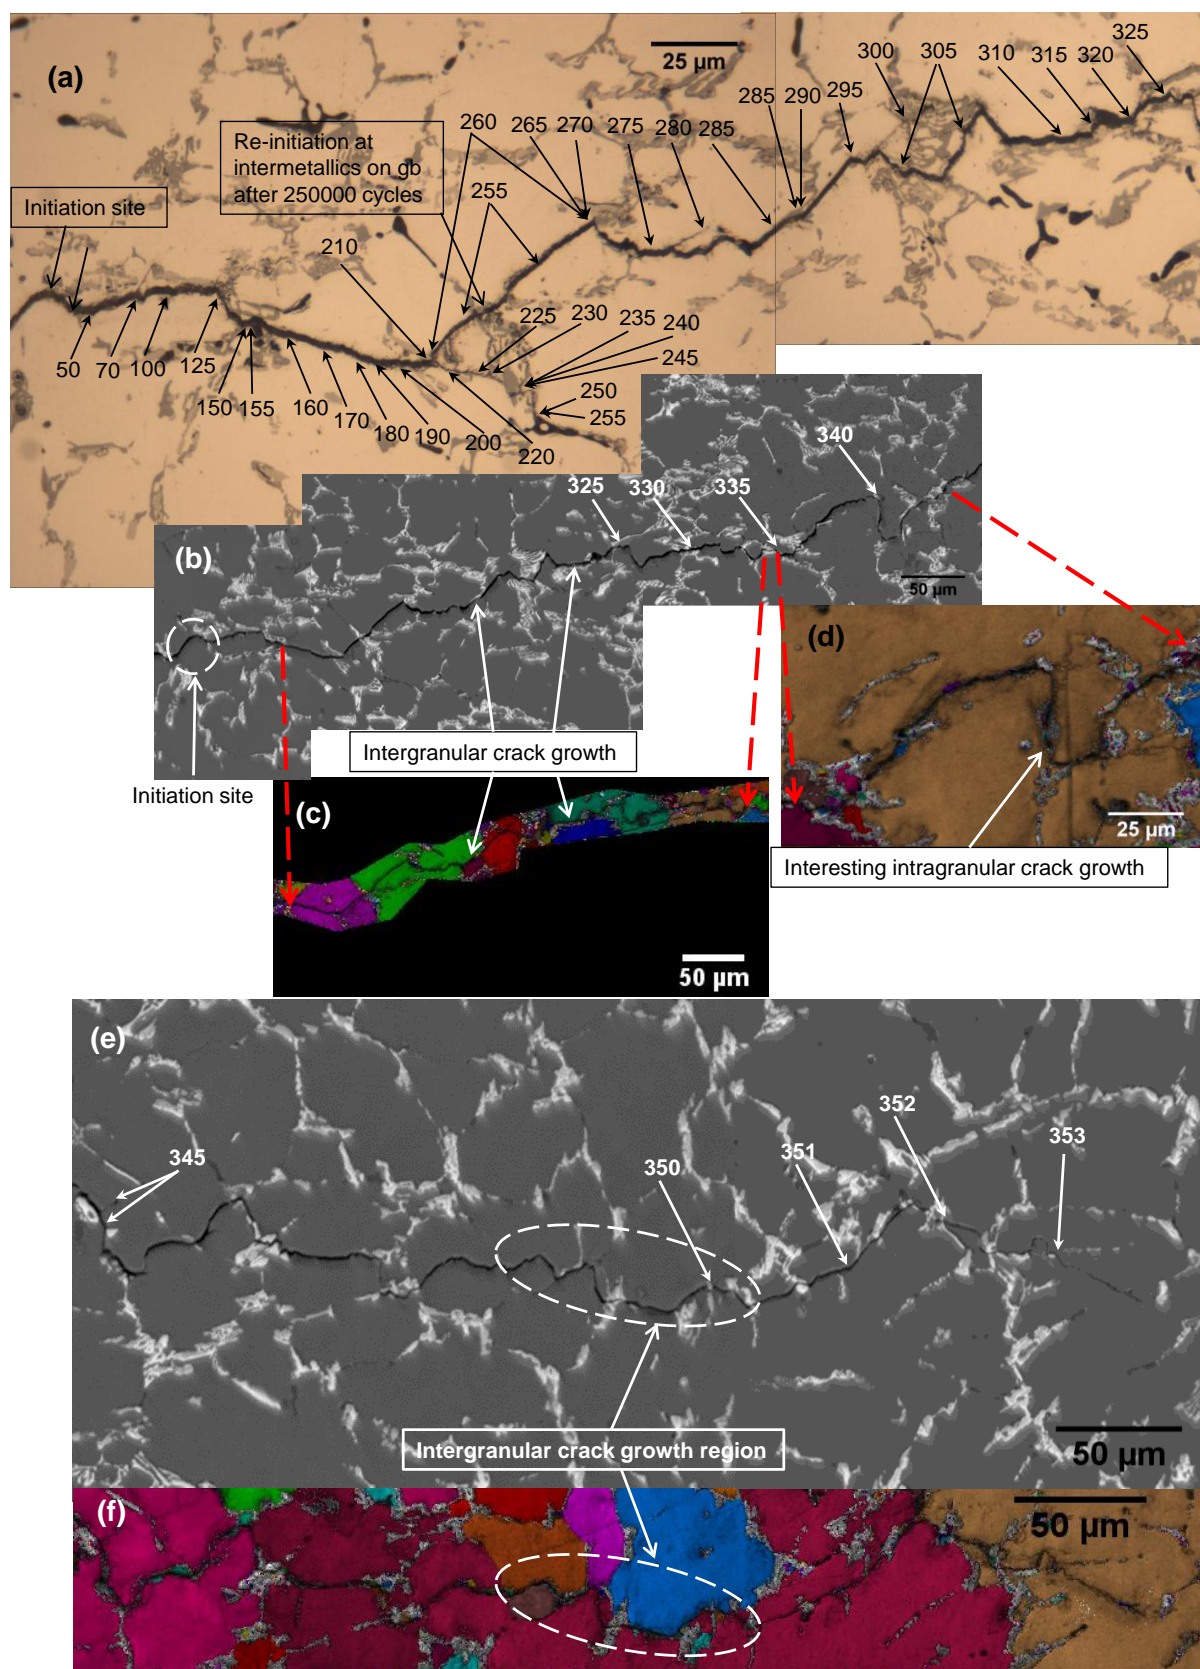 (a)
25 µm
Re-initiation at
intermetallics on gb
after 250000 cycles
Initiation site
260
265
270
275
280
285
285
290
295
300
305
310
315
320
325
255
210
225
230
235
240
245
250
255
50
70
100
125
150
155
160
170
180
190
200
220
(b)
325
330
335
340
50 µm
Initiation site
Intergranular crack growth
(c)
50 µm
(d)
25 µm
Interesting intragranular crack growth
(e)
345
350
351
352
353
50 µm
Intergranular crack growth region
(f)
50 µm